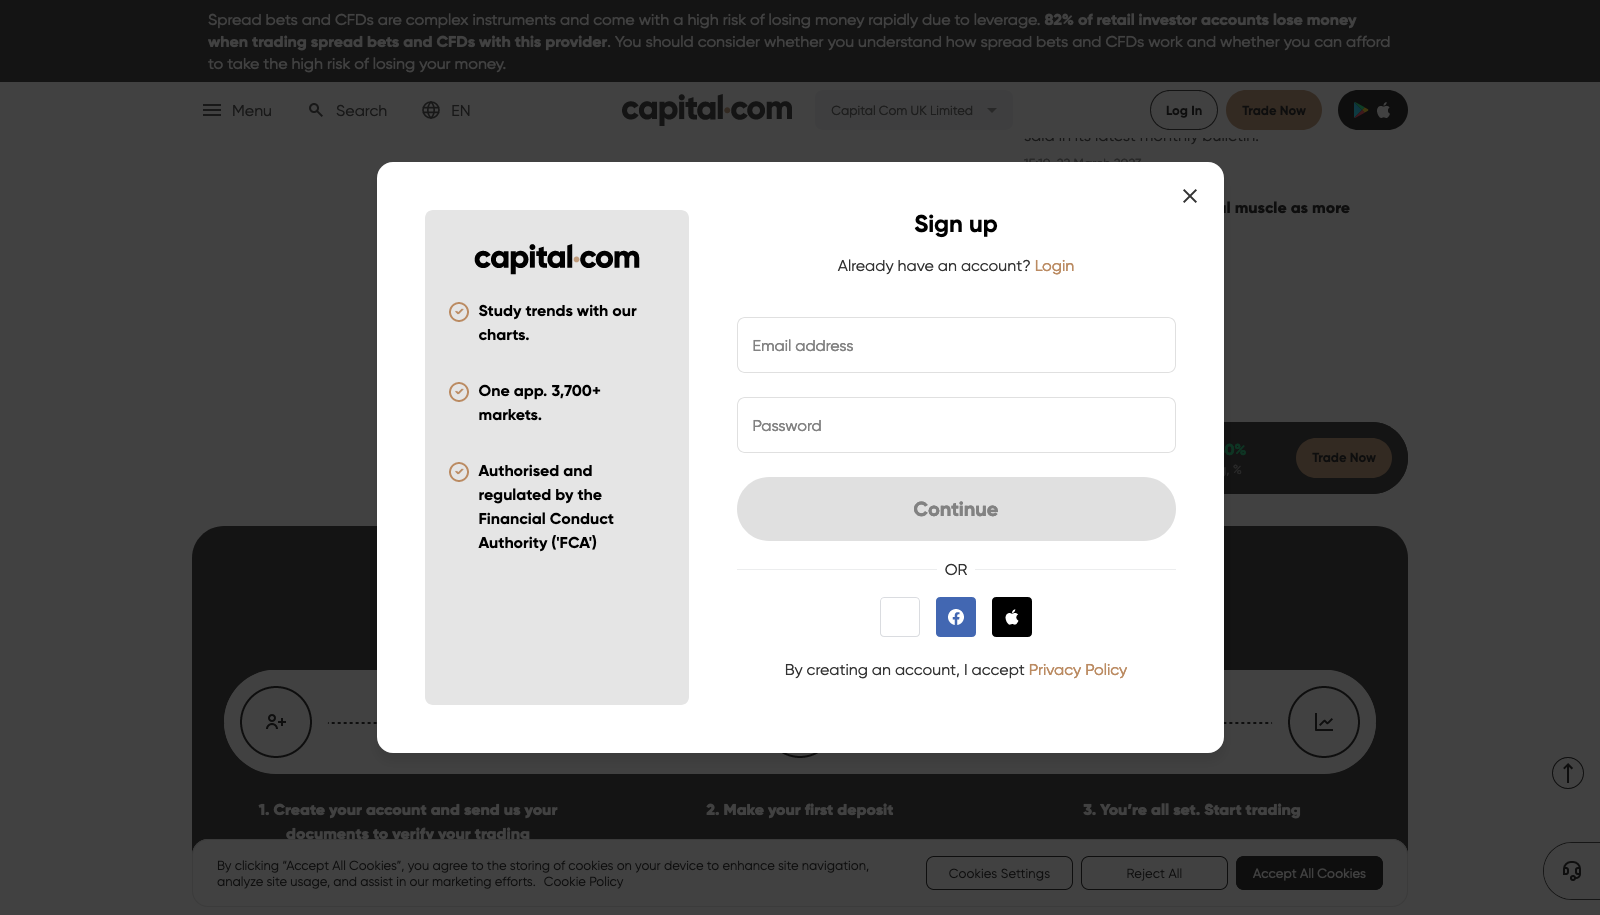 Spread bets and CFDs are complex instruments and come with a high risk of losing money rapidly due to leverage. 82% of retail investor accounts lose money
when trading spread bets and CFDs with this provider. You should consider whether you understand how spread bets and CFDs work and whether you can afford
to take the high risk of losing your money.
Menu
Search
EN
capital.com
Capital Com UK Limited
Log In
Trade Now
said in its latest monthly bulletin.
muscle as more
Sign up
Already have an account? Login
capital.com
Study trends with our
charts.
One app. 3,700+
markets.
Authorised and
regulated by the
Financial Conduct
Authority ('FCA')
Email address
Password
Continue
OR
By creating an account, I accept Privacy Policy
0%
%
Trade Now
1. Create your account and send us your
documents to verify your trading
2. Make your first deposit
3. You’re all set. Start trading
By clicking “Accept All Cookies”, you agree to the storing of cookies on your device to enhance site navigation,
analyze site usage, and assist in our marketing efforts. Cookie Policy
Cookies Settings
Reject All
Accept All Cookies